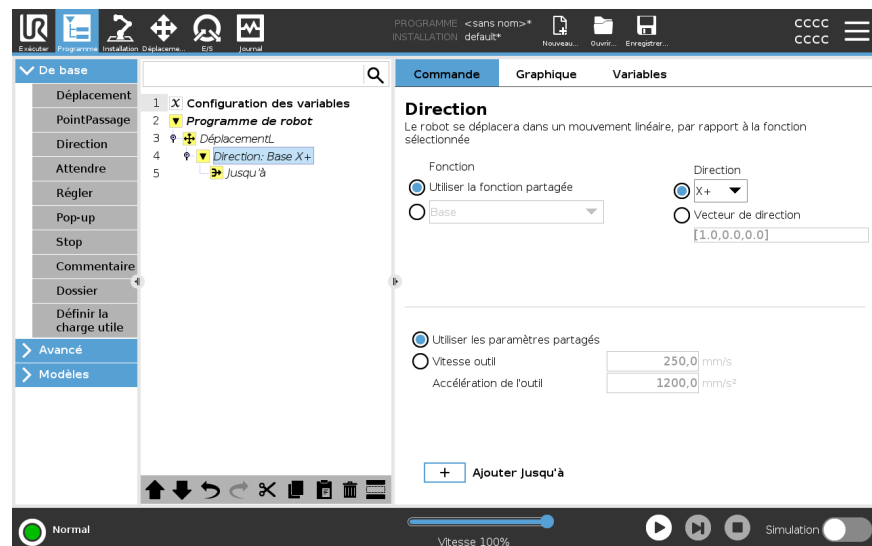 PROGRAMME <sans nom>*
INSTALLATION default*
CCCC
CCCC
Exécuter Programme Installation Déplaceme... E/S Journal
Nouveau... Ouvrir... Enregistrer...
De base
Déplacement
PointPassage
Direction
Attendre
Régler
Pop-up
Stop
Commentaire
Dossier
Définir la
charge utile
Avancé
Modèles
1 X Configuration des variables
2 Programme de robot
3 DéplacementL
4 Direction: Base X+
5 Jusqu'à
Commande Graphique Variables
Direction
Le robot se déplacera dans un mouvement linéaire, par rapport à la fonction
sélectionnée
Fonction
Utiliser la fonction partagée
Base
Direction
X+
Vecteur de direction
[1.0,0.0,0.0]
Utiliser les paramètres partagés
Vitesse outil 250,0 mm/s
Accélération de l'outil 1200,0 mm/s²
+ Ajouter Jusqu'à
Normal
Vitesse 100%
Simulation